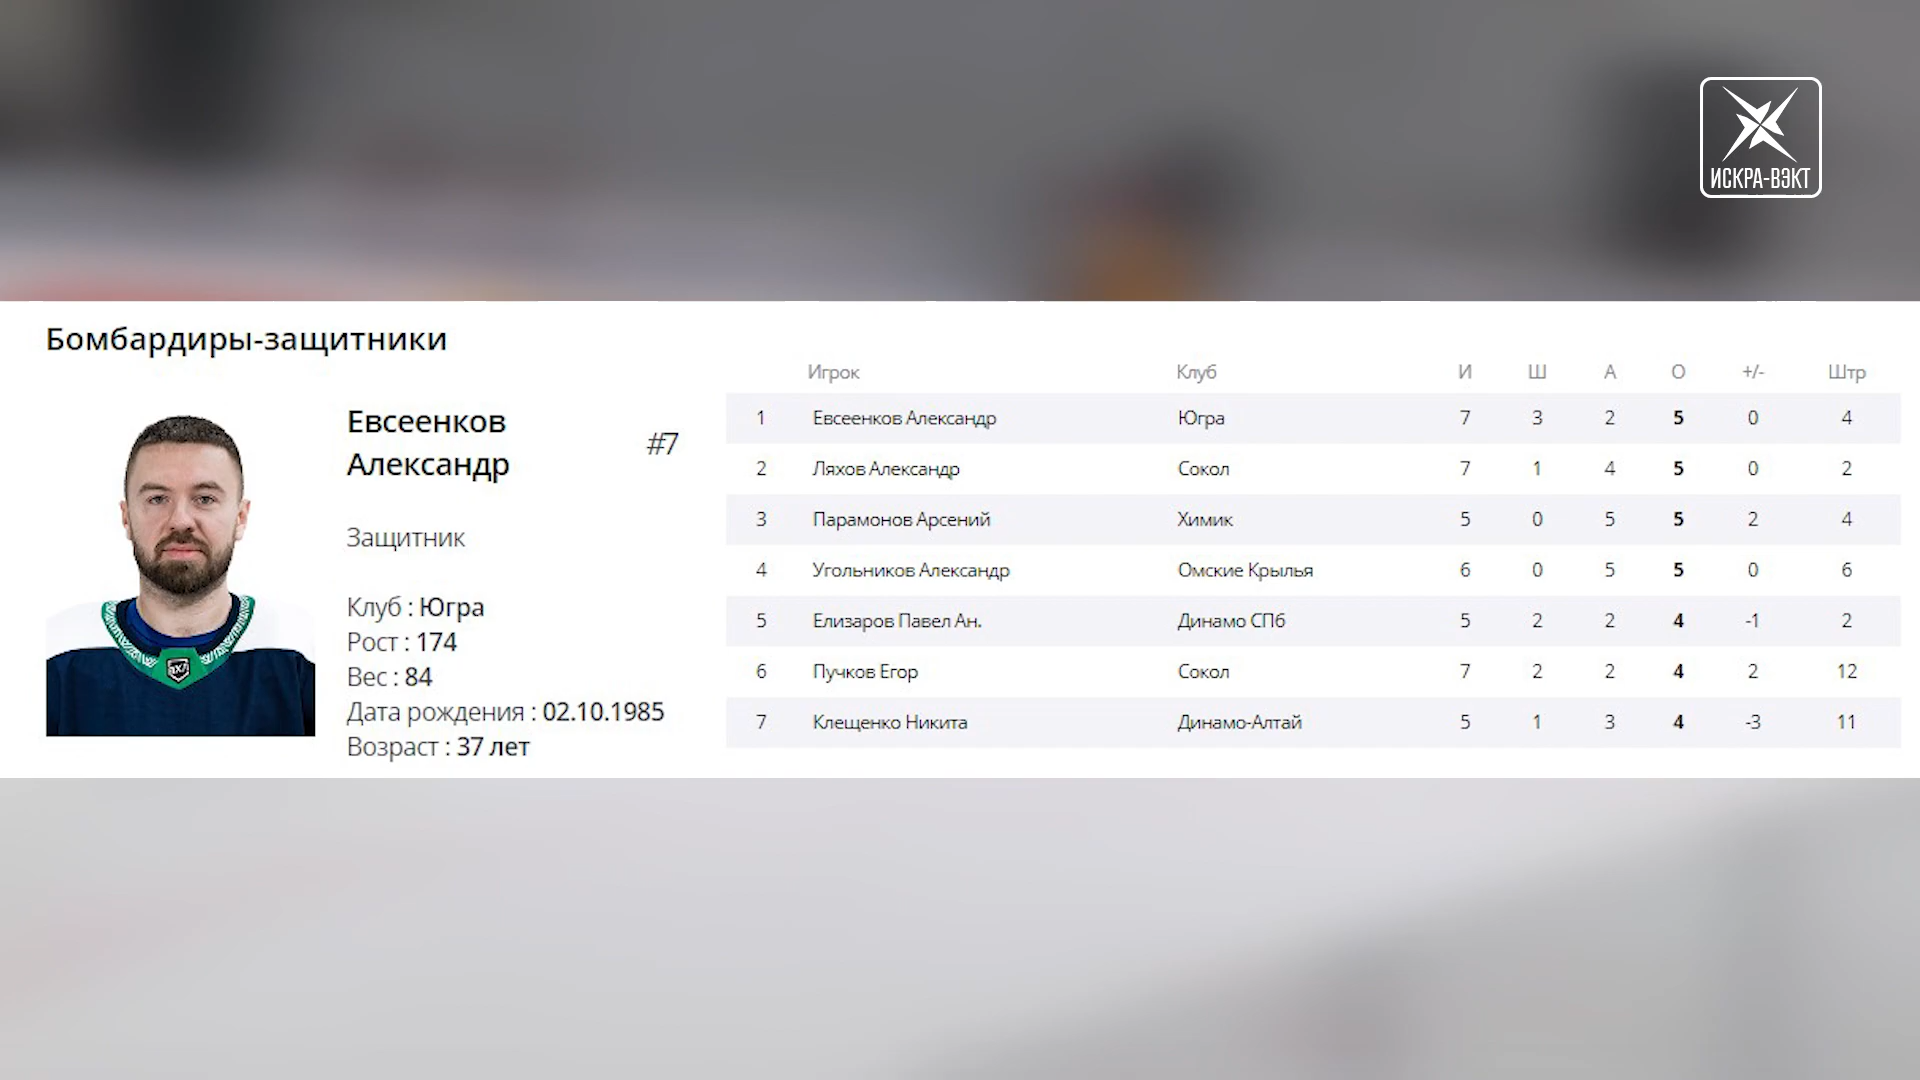 ИСКРА-ВЭКТ
Бомбардиры-защитники
Евсеенков
Александр
#7
Защитник
Клуб : Югра
Рост : 174
Вес : 84
Дата рождения : 02.10.1985
Возраст : 37 лет
Игрок Клуб И Ш А О +/- Штр
1 Евсеенков Александр Югра 7 3 2 5 0 4
2 Ляхов Александр Сокол 7 1 4 5 0 2
3 Парамонов Арсений Химик 5 0 5 5 2 4
4 Угольников Александр Омские Крылья 6 0 5 5 0 6
5 Елизаров Павел Ан. Динамо СПб 5 2 2 4 -1 2
6 Пучков Егор Сокол 7 2 2 4 2 12
7 Клещенко Никита Динамо-Алтай 5 1 3 4 -3 11